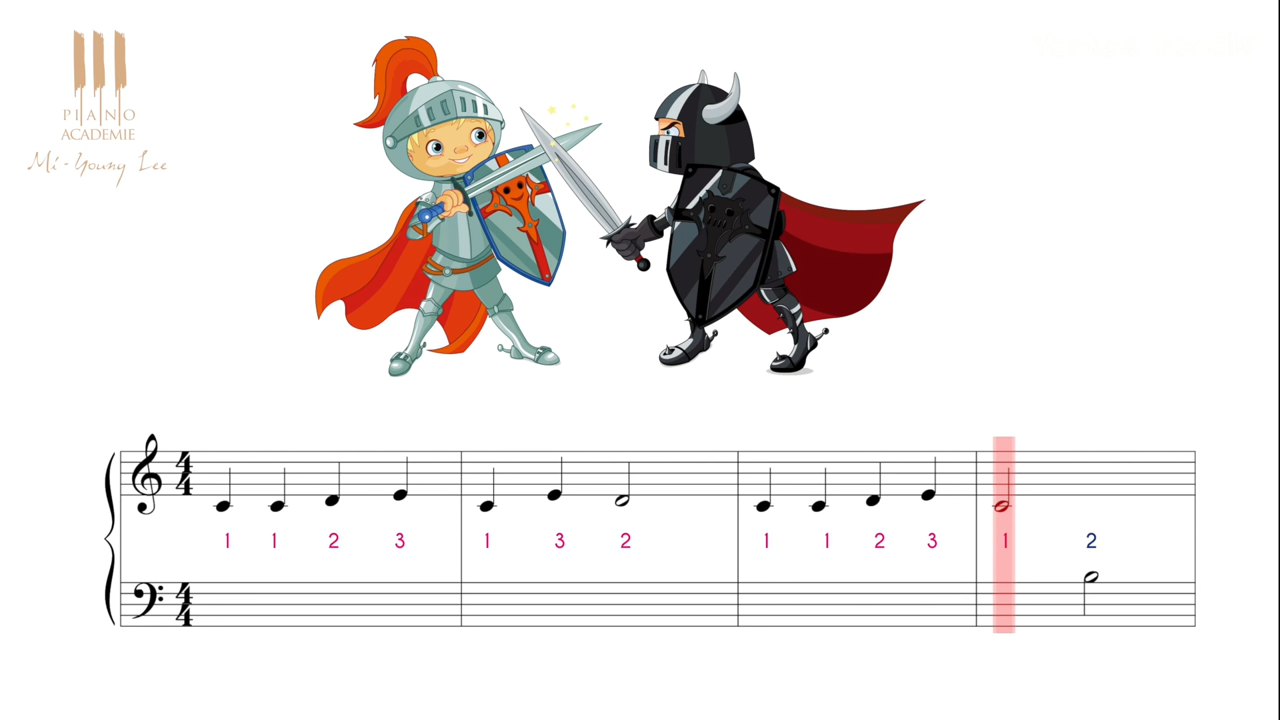 PIANO
ACADEMIE
Mi-Young Lee
4 4
1 1 2 3 1 3 2 1 1 2 3 1 2
4 4